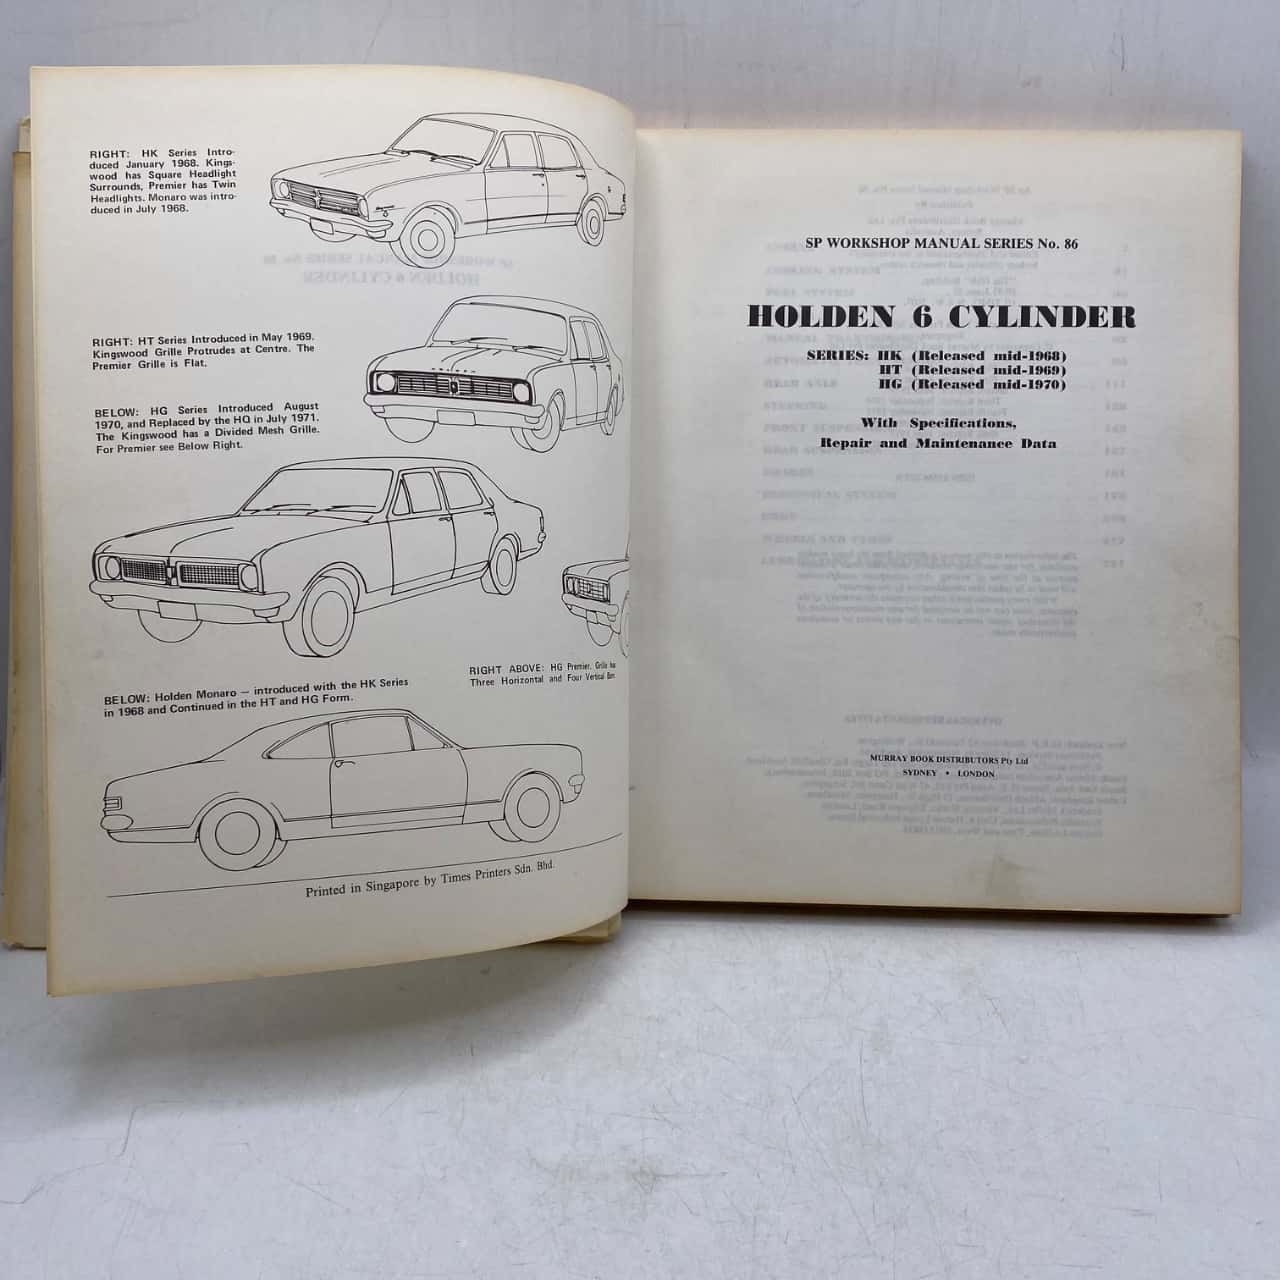 RIGHT: HK Series Intro-
duced January 1968. Kings-
wood has Square Headlight
Surrounds, Premier has Twin
Headlights. Monaro was intro-
duced in July 1968.
RIGHT: HT Series Introduced in May 1969.
Kingswood Grille Protrudes at Centre. The
Premier Grille is Flat.
BELOW: HG Series Introduced August
1970, and Replaced by the HQ in July 1971.
The Kingswood has a Divided Mesh Grille.
For Premier see Below Right.
RIGHT ABOVE: HG Premier. Grille has
Three Horizontal and Four Vertical Bars.
BELOW: Holden Monaro — introduced with the HK Series
in 1968 and Continued in the HT and HG Form.
Printed in Singapore by Times Printers Sdn. Bhd.
SP WORKSHOP MANUAL SERIES No. 86
HOLDEN 6 CYLINDER
SERIES: HK (Released mid-1968)
HT (Released mid-1969)
HG (Released mid-1970)
With Specifications,
Repair and Maintenance Data
MURRAY BOOK DISTRIBUTORS Pty Ltd
SYDNEY • LONDON